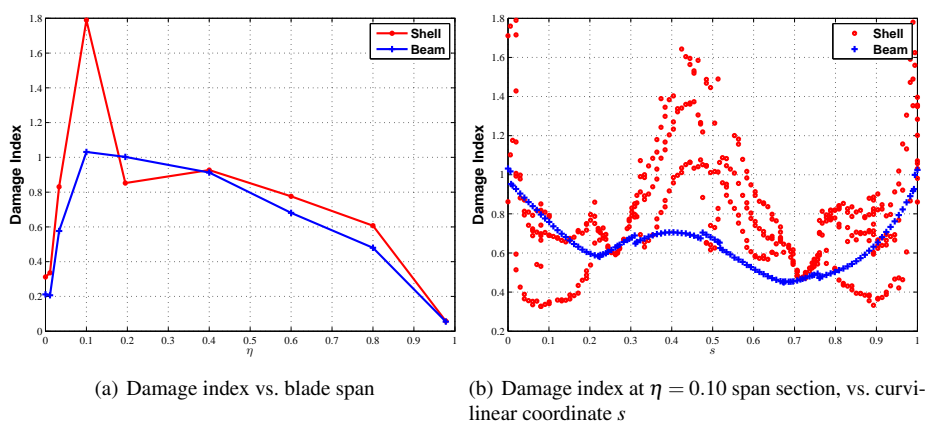 Damage Index
1.8
1.6
1.4
1.2
1
0.8
0.6
0.4
0.2
0
0 0.1 0.2 0.3 0.4 0.5 0.6 0.7 0.8 0.9 1
η
Shell
Beam
(a) Damage index vs. blade span
Damage Index
1.8
1.6
1.4
1.2
1
0.8
0.6
0.4
0.2
0 0.1 0.2 0.3 0.4 0.5 0.6 0.7 0.8 0.9 1
s
Shell
Beam
(b) Damage index at η = 0.10 span section, vs. curvi-
linear coordinate s